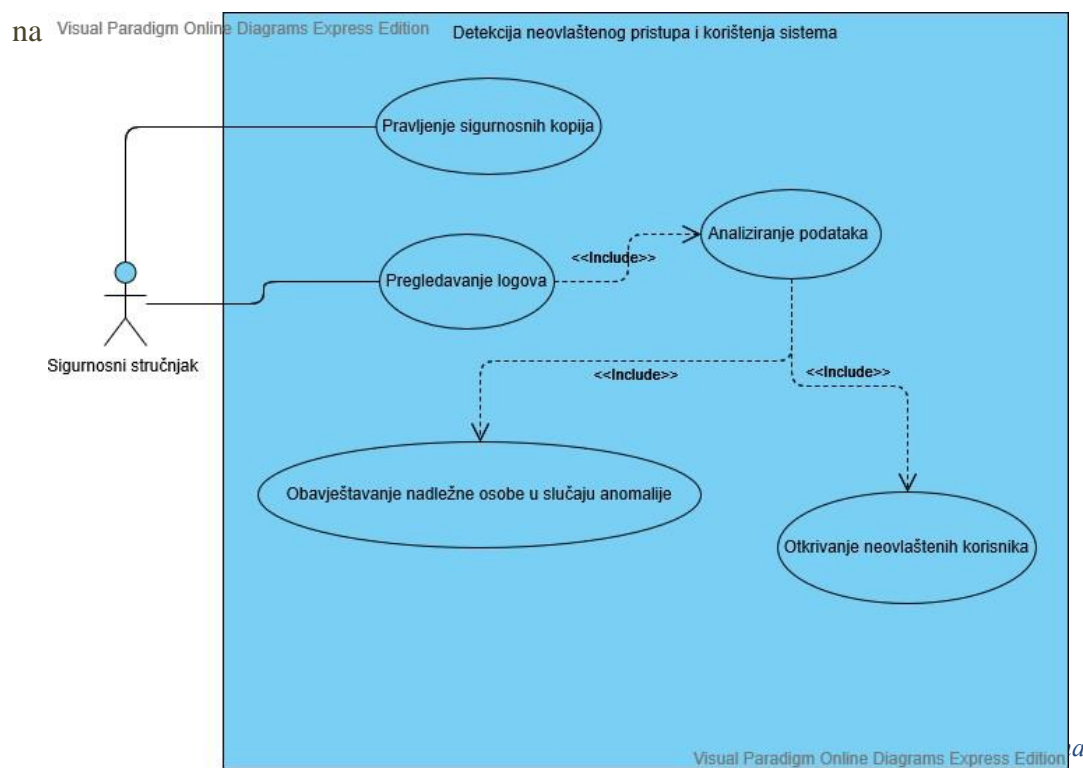 na
Visual Paradigm Online Diagrams Express Edition
Detekcija neovlaštenog pristupa i korištenja sistema
Pravljenje sigurnosnih kopija
Analiziranje podataka
<<Include>>
Pregledavanje logova
Sigurnosni stručnjak
<<Include>>
<<Include>>
Obavještavanje nadležne osobe u slučaju anomalije
Otkrivanje neovlaštenih korisnika
Visual Paradigm Online Diagrams Express Edition